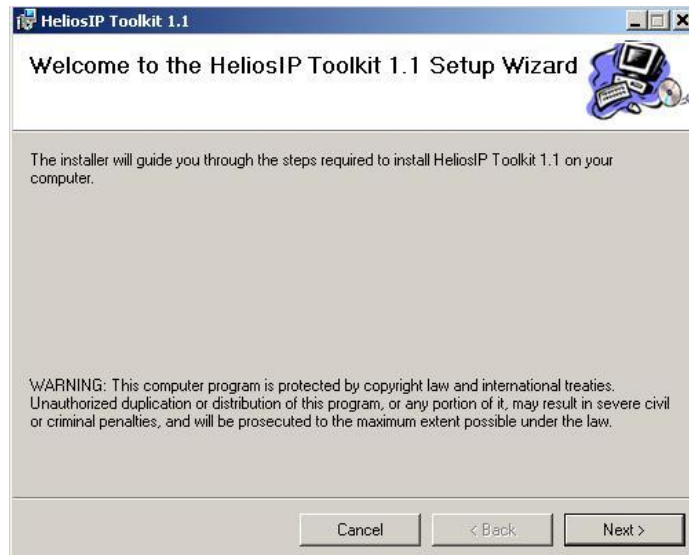 HeliosIP Toolkit 1.1
Welcome to the HeliosIP Toolkit 1.1 Setup Wizard
The installer will guide you through the steps required to install HeliosIP Toolkit 1.1 on your
computer.
WARNING: This computer program is protected by copyright law and international treaties.
Unauthorized duplication or distribution of this program, or any portion of it, may result in severe civil
or criminal penalties, and will be prosecuted to the maximum extent possible under the law.
Cancel < Back Next >